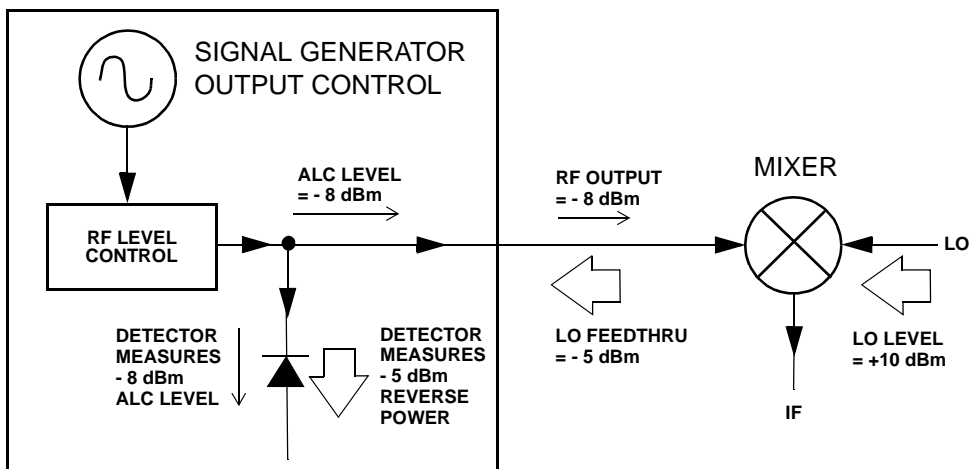 SIGNAL GENERATOR
OUTPUT CONTROL
ALC LEVEL
= - 8 dBm
RF OUTPUT
= - 8 dBm
MIXER
RF LEVEL
CONTROL
LO
DETECTOR
MEASURES
- 8 dBm
ALC LEVEL
DETECTOR
MEASURES
- 5 dBm
REVERSE
POWER
LO FEEDTHRU
= - 5 dBm
LO LEVEL
= +10 dBm
IF